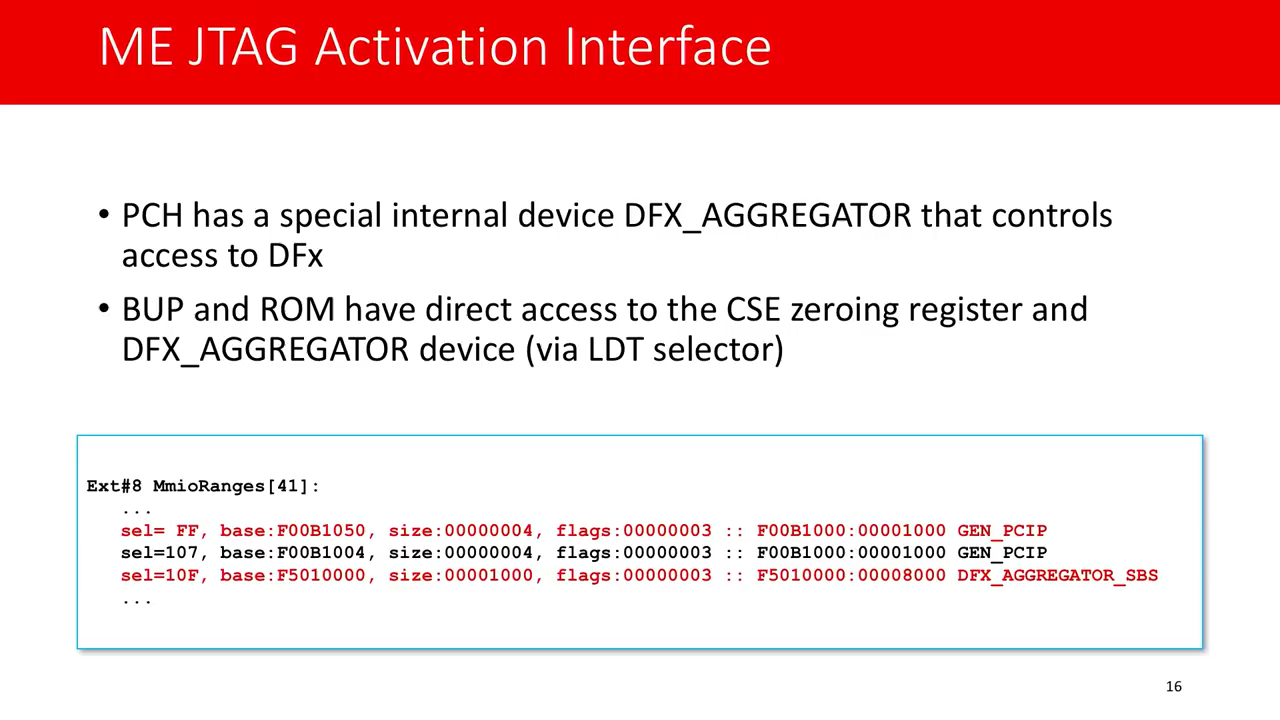 ME JTAG Activation Interface
• PCH has a special internal device DFX_AGGREGATOR that controls
access to DFx
• BUP and ROM have direct access to the CSE zeroing register and
DFX_AGGREGATOR device (via LDT selector)
Ext#8 MmioRanges[41]:
...
sel= FF, base:F00B1050, size:00000004, flags:00000003 :: F00B1000:00001000 GEN_PCIP
sel=107, base:F00B1004, size:00000004, flags:00000003 :: F00B1000:00001000 GEN_PCIP
sel=10F, base:F5010000, size:00001000, flags:00000003 :: F5010000:00008000 DFX_AGGREGATOR_SBS
...
16